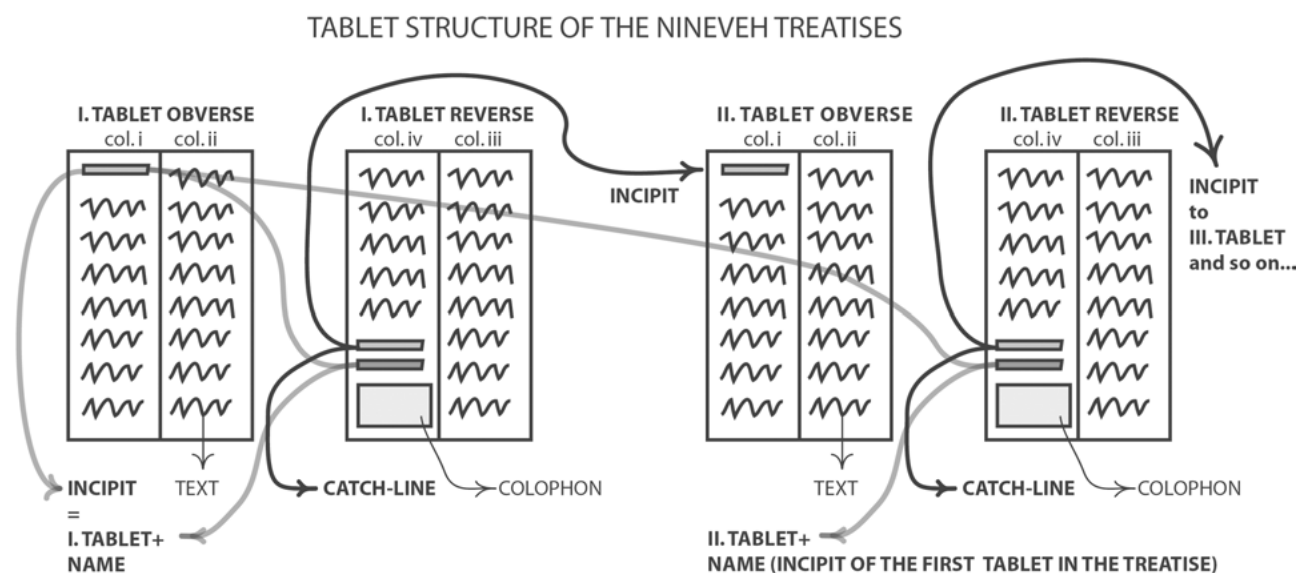 TABLET STRUCTURE OF THE NINEVEH TREATISES
I. TABLET OBVERSE
col. i
col. ii
I. TABLET REVERSE
col. iv
col. iii
II. TABLET OBVERSE
col. i
col. ii
II. TABLET REVERSE
col. iv
col. iii
INCIPIT
INCIPIT
to
III. TABLET
and so on...
INCIPIT
=
I. TABLET+
NAME
TEXT
CATCH-LINE
COLOPHON
TEXT
II. TABLET+
NAME (INCIPIT OF THE FIRST TABLET IN THE TREATISE)
CATCH-LINE
COLOPHON